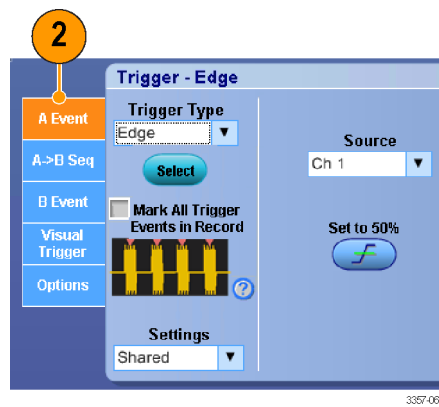 2
Trigger - Edge
A Event
A->B Seq
B Event
Visual
Trigger
Options
Trigger Type
Edge
Select
Mark All Trigger
Events in Record
?
Settings
Shared
Source
Ch 1
Set to 50%
3357-06